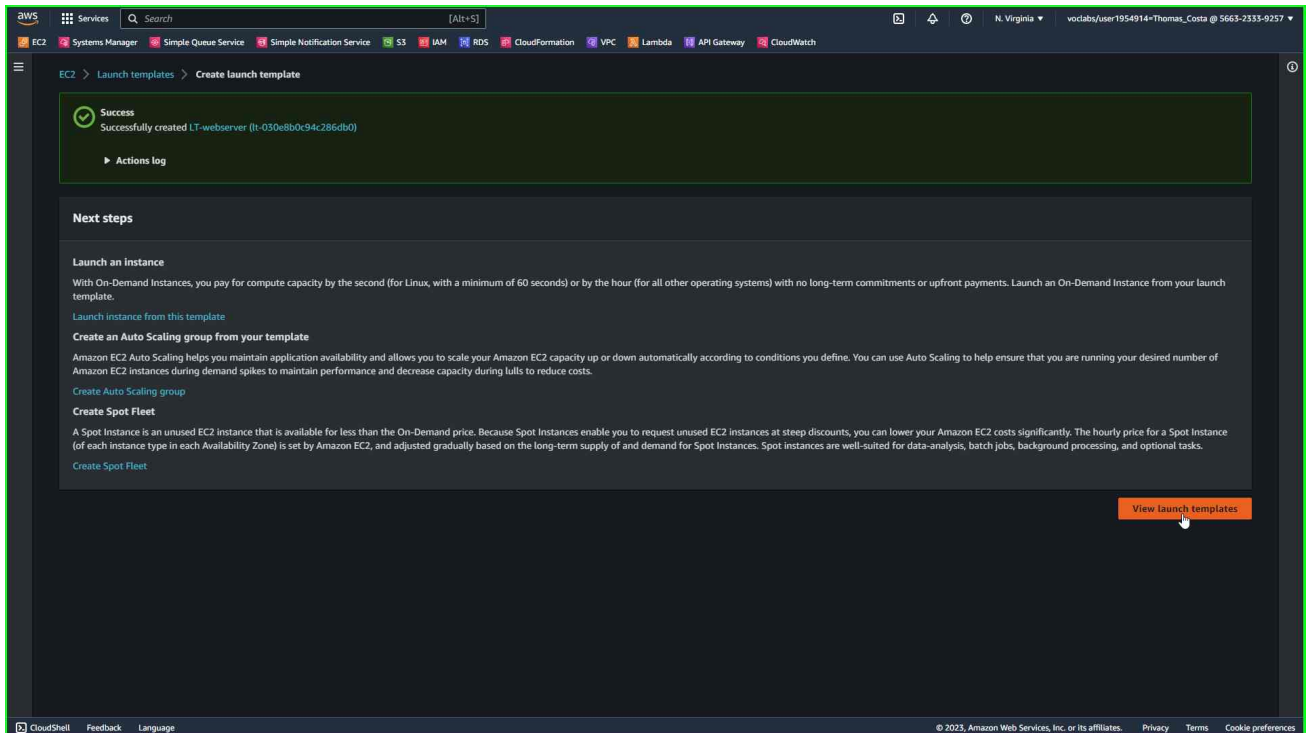 aws
Services
Search
[Alt+S]
N. Virginia
voclabs/user1954914=Thomas_Costa @ 5663-2333-9257
EC2
Systems Manager
Simple Queue Service
Simple Notification Service
S3
IAM
RDS
CloudFormation
VPC
Lambda
API Gateway
CloudWatch
EC2 > Launch templates > Create launch template
Success
Successfully created LT-webserver (lt-030e8b0c94c286db0)
Actions log
Next steps
Launch an instance
With On-Demand Instances, you pay for compute capacity by the second (for Linux, with a minimum of 60 seconds) or by the hour (for all other operating systems) with no long-term commitments or upfront payments. Launch an On-Demand Instance from your launch
template.
Launch instance from this template
Create an Auto Scaling group from your template
Amazon EC2 Auto Scaling helps you maintain application availability and allows you to scale your Amazon EC2 capacity up or down automatically according to conditions you define. You can use Auto Scaling to help ensure that you are running your desired number of
Amazon EC2 instances during demand spikes to maintain performance and decrease capacity during lulls to reduce costs.
Create Auto Scaling group
Create Spot Fleet
A Spot Instance is an unused EC2 instance that is available for less than the On-Demand price. Because Spot Instances enable you to request unused EC2 instances at steep discounts, you can lower your Amazon EC2 costs significantly. The hourly price for a Spot Instance
(of each instance type in each Availability Zone) is set by Amazon EC2, and adjusted gradually based on the long-term supply of and demand for Spot Instances. Spot instances are well-suited for data-analysis, batch jobs, background processing, and optional tasks.
Create Spot Fleet
View launch templates
CloudShell
Feedback
Language
© 2023, Amazon Web Services, Inc. or its affiliates.
Privacy
Terms
Cookie preferences